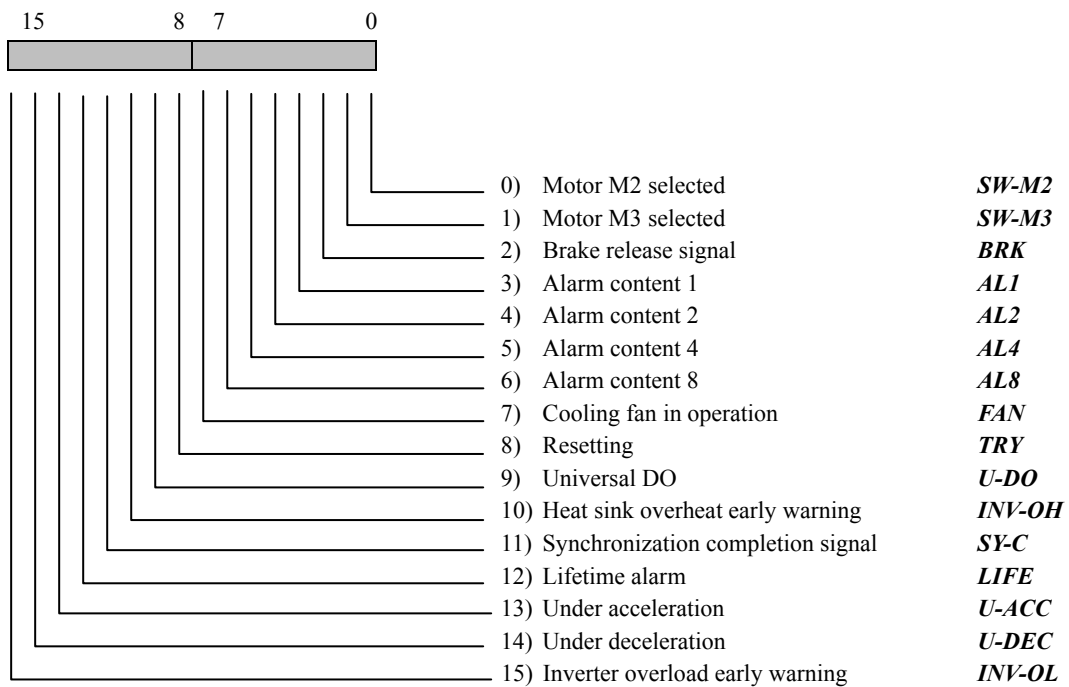 15 8 7 0
0) Motor M2 selected SW-M2
1) Motor M3 selected SW-M3
2) Brake release signal BRK
3) Alarm content 1 AL1
4) Alarm content 2 AL2
5) Alarm content 4 AL4
6) Alarm content 8 AL8
7) Cooling fan in operation FAN
8) Resetting TRY
9) Universal DO U-DO
10) Heat sink overheat early warning INV-OH
11) Synchronization completion signal SY-C
12) Lifetime alarm LIFE
13) Under acceleration U-ACC
14) Under deceleration U-DEC
15) Inverter overload early warning INV-OL